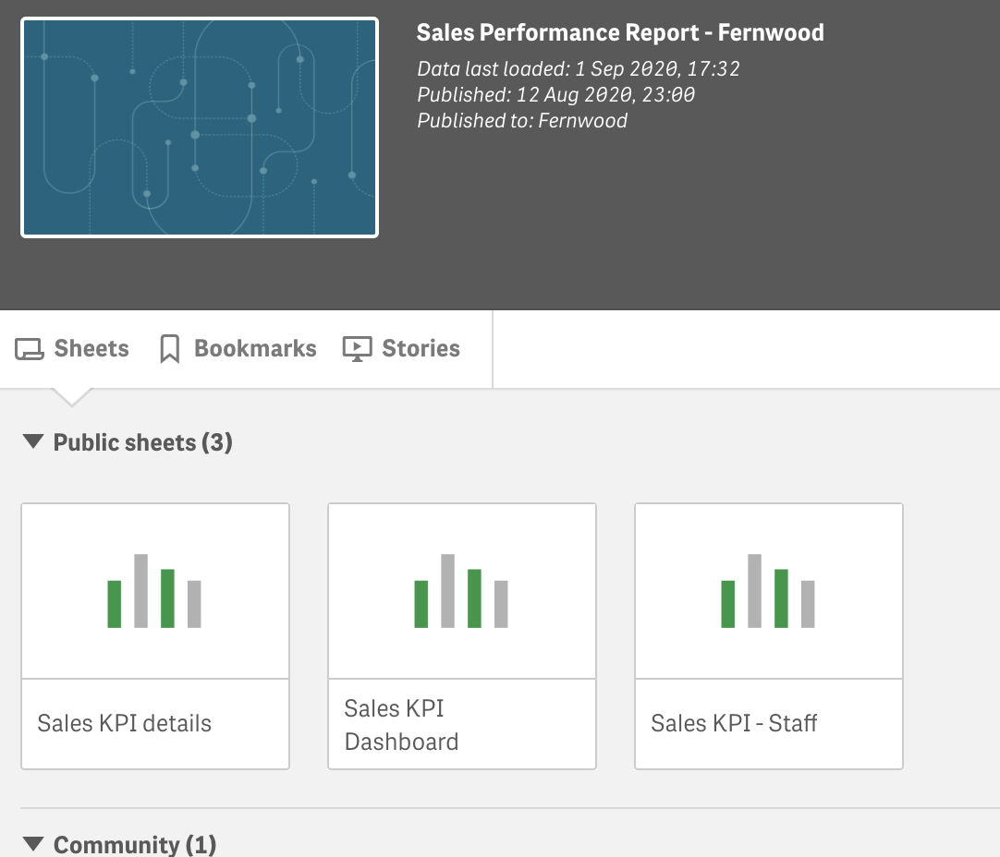 Sales Performance Report - Fernwood
Data last loaded: 1 Sep 2020, 17:32
Published: 12 Aug 2020, 23:00
Published to: Fernwood
Sheets
Bookmarks
Stories
Public sheets (3)
Sales KPI details
Sales KPI
Dashboard
Sales KPI - Staff
Community (1)